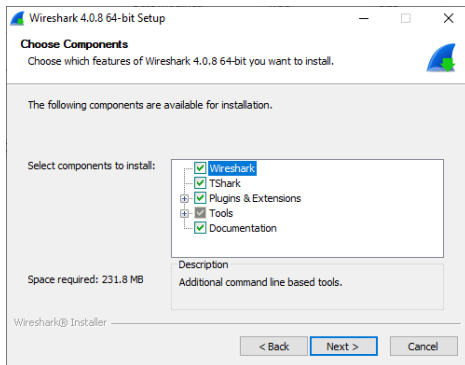 Wireshark 4.0.8 64-bit Setup
Choose Components
Choose which features of Wireshark 4.0.8 64-bit you want to install.
The following components are available for installation.
Select components to install:
Wireshark
TShark
Plugins & Extensions
Tools
Documentation
Space required: 231.8 MB
Description
Additional command line based tools.
Wireshark® Installer
< Back
Next >
Cancel